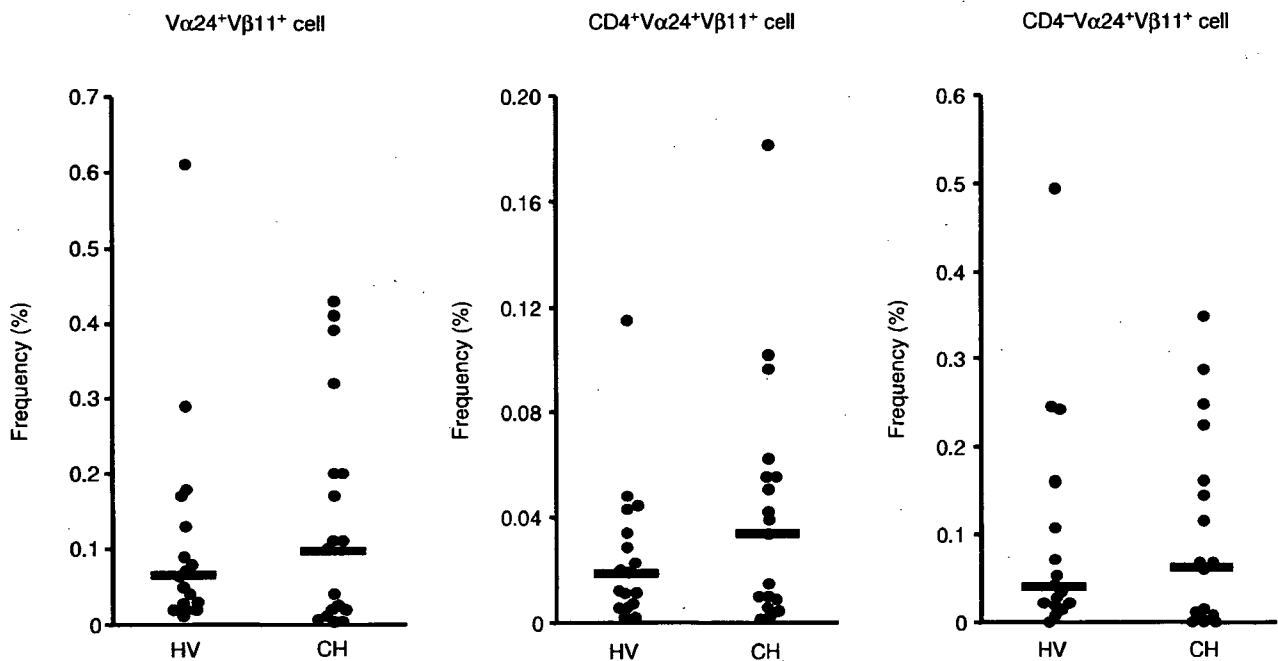 Vα24⁺Vβ11⁺ cell
CD4⁺Vα24⁺Vβ11⁺ cell
CD4⁻Vα24⁺Vβ11⁺ cell
Frequency (%)
0.7
0.6
0.5
0.4
0.3
0.2
0.1
0
HV
CH
Frequency (%)
0.20
0.16
0.12
0.08
0.04
0
HV
CH
Frequency (%)
0.6
0.5
0.4
0.3
0.2
0.1
0
HV
CH